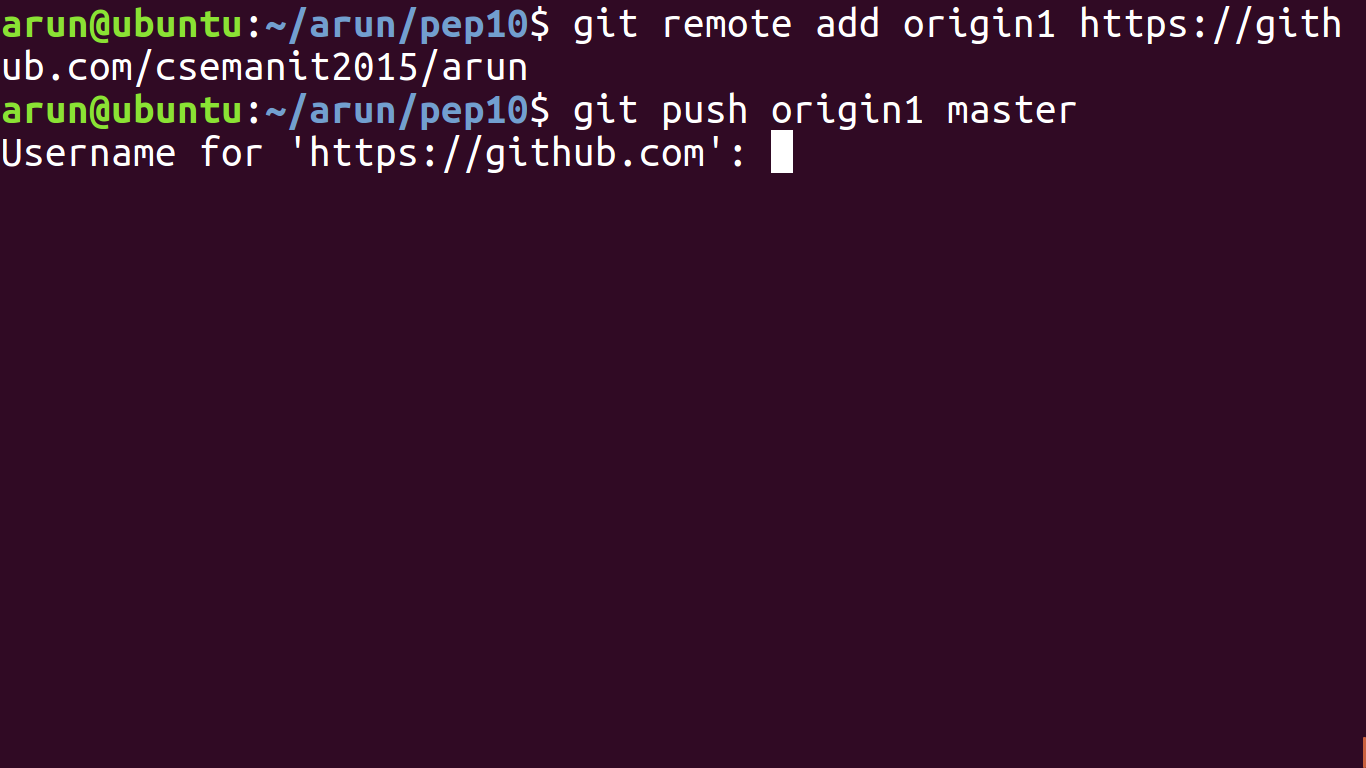 arun@ubuntu:~/arun/pep10$ git remote add origin1 https://gith
ub.com/csemanit2015/arun
arun@ubuntu:~/arun/pep10$ git push origin1 master
Username for 'https://github.com':